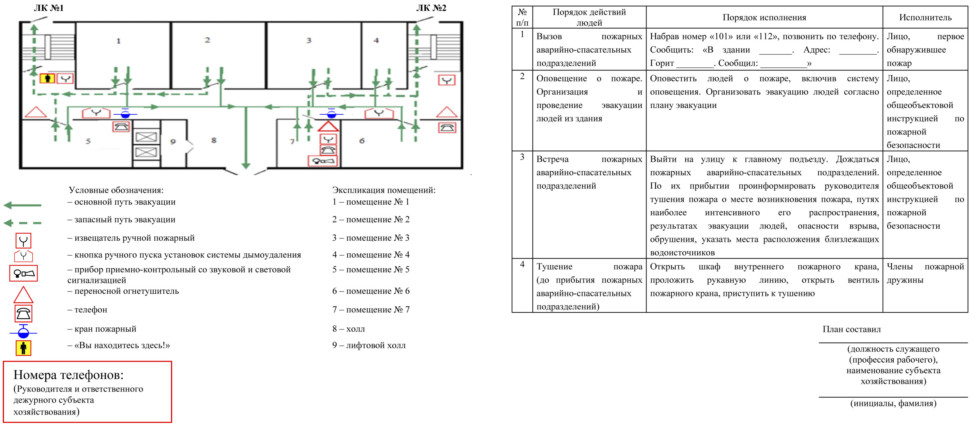 ЛК №1
ЛК №2
1
2
3
4
5
9
8
7
6
Условные обозначения:
– основной путь эвакуации
– запасный путь эвакуации
– извещатель ручной пожарный
– кнопка ручного пуска установок системы дымоудаления
– прибор приемно-контрольный со звуковой и световой
сигнализацией
– переносной огнетушитель
– телефон
– кран пожарный
– «Вы находитесь здесь!»
Экспликация помещений:
1 – помещение № 1
2 – помещение № 2
3 – помещение № 3
4 – помещение № 4
5 – помещение № 5
6 – помещение № 6
7 – помещение № 7
8 – холл
9 – лифтовой холл
Номера телефонов:
(Руководителя и ответственного
дежурного субъекта
хозяйствования)
№
п/п
Порядок действий
людей
Порядок исполнения
Исполнитель
1
Вызов пожарных
аварийно-спасательных
подразделений
Набрав номер «101» или «112», позвонить по телефону.
Сообщить: «В здании _______. Адрес: ________.
Горит ________. Сообщил: __________»
Лицо, первое
обнаружившее
пожар
2
Оповещение о пожаре.
Организация и
проведение эвакуации
людей из здания
Оповестить людей о пожаре, включив систему
оповещения. Организовать эвакуацию людей согласно
плану эвакуации
Лицо,
определенное
общеобъектовой
инструкцией по
пожарной
безопасности
3
Встреча пожарных
аварийно-спасательных
подразделений
Выйти на улицу к главному подъезду. Дождаться
пожарных аварийно-спасательных подразделений.
По их прибытии проинформировать руководителя
тушения пожара о месте возникновения пожара, путях
наиболее интенсивного его распространения,
результатах эвакуации людей, опасности взрыва,
обрушения, указать места расположения близлежащих
водоисточников
Лицо,
определенное
общеобъектовой
инструкцией по
пожарной
безопасности
4
Тушение пожара
(до прибытия пожарных
аварийно-спасательных
подразделений)
Открыть шкаф внутреннего пожарного крана,
проложить рукавную линию, открыть вентиль
пожарного крана, приступить к тушению
Члены пожарной
дружины
План составил
(должность служащего
(профессия рабочего),
наименование субъекта
хозяйствования)
(инициалы, фамилия)